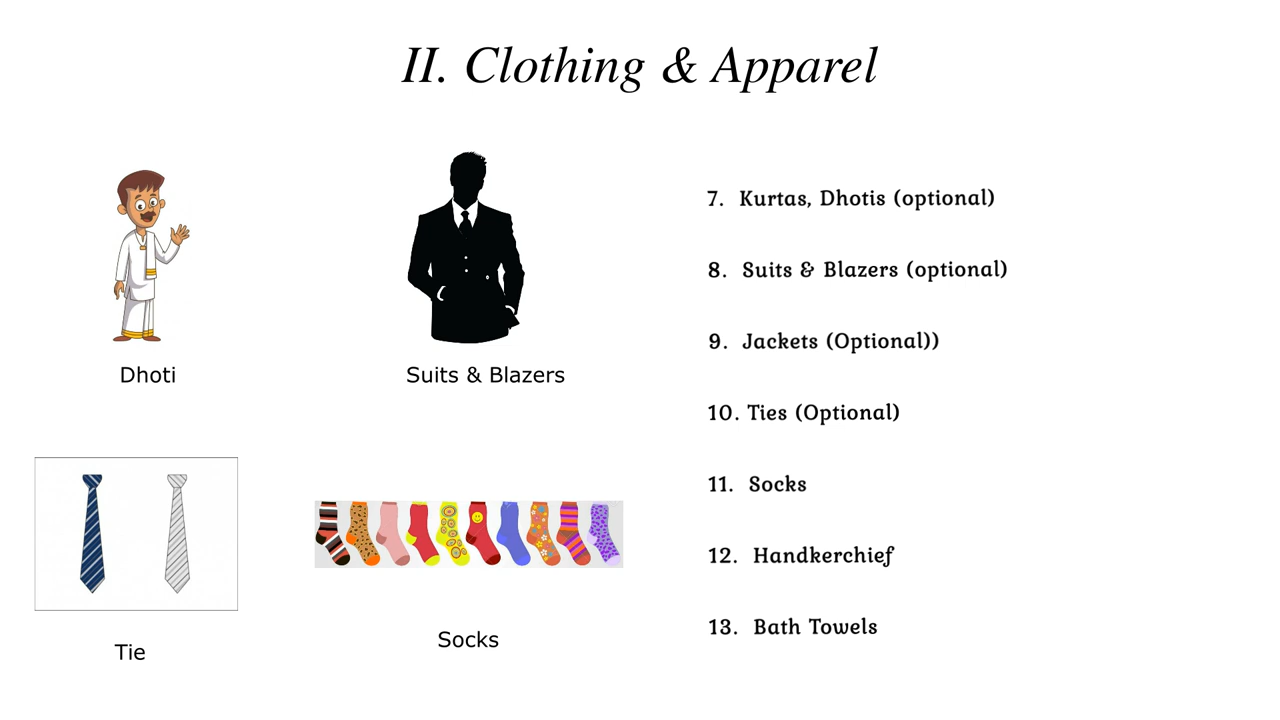 II. Clothing & Apparel
Dhoti
Suits & Blazers
Tie
Socks
7. Kurtas, Dhotis (optional)
8. Suits & Blazers (optional)
9. Jackets (Optional))
10. Ties (Optional)
11. Socks
12. Handkerchief
13. Bath Towels